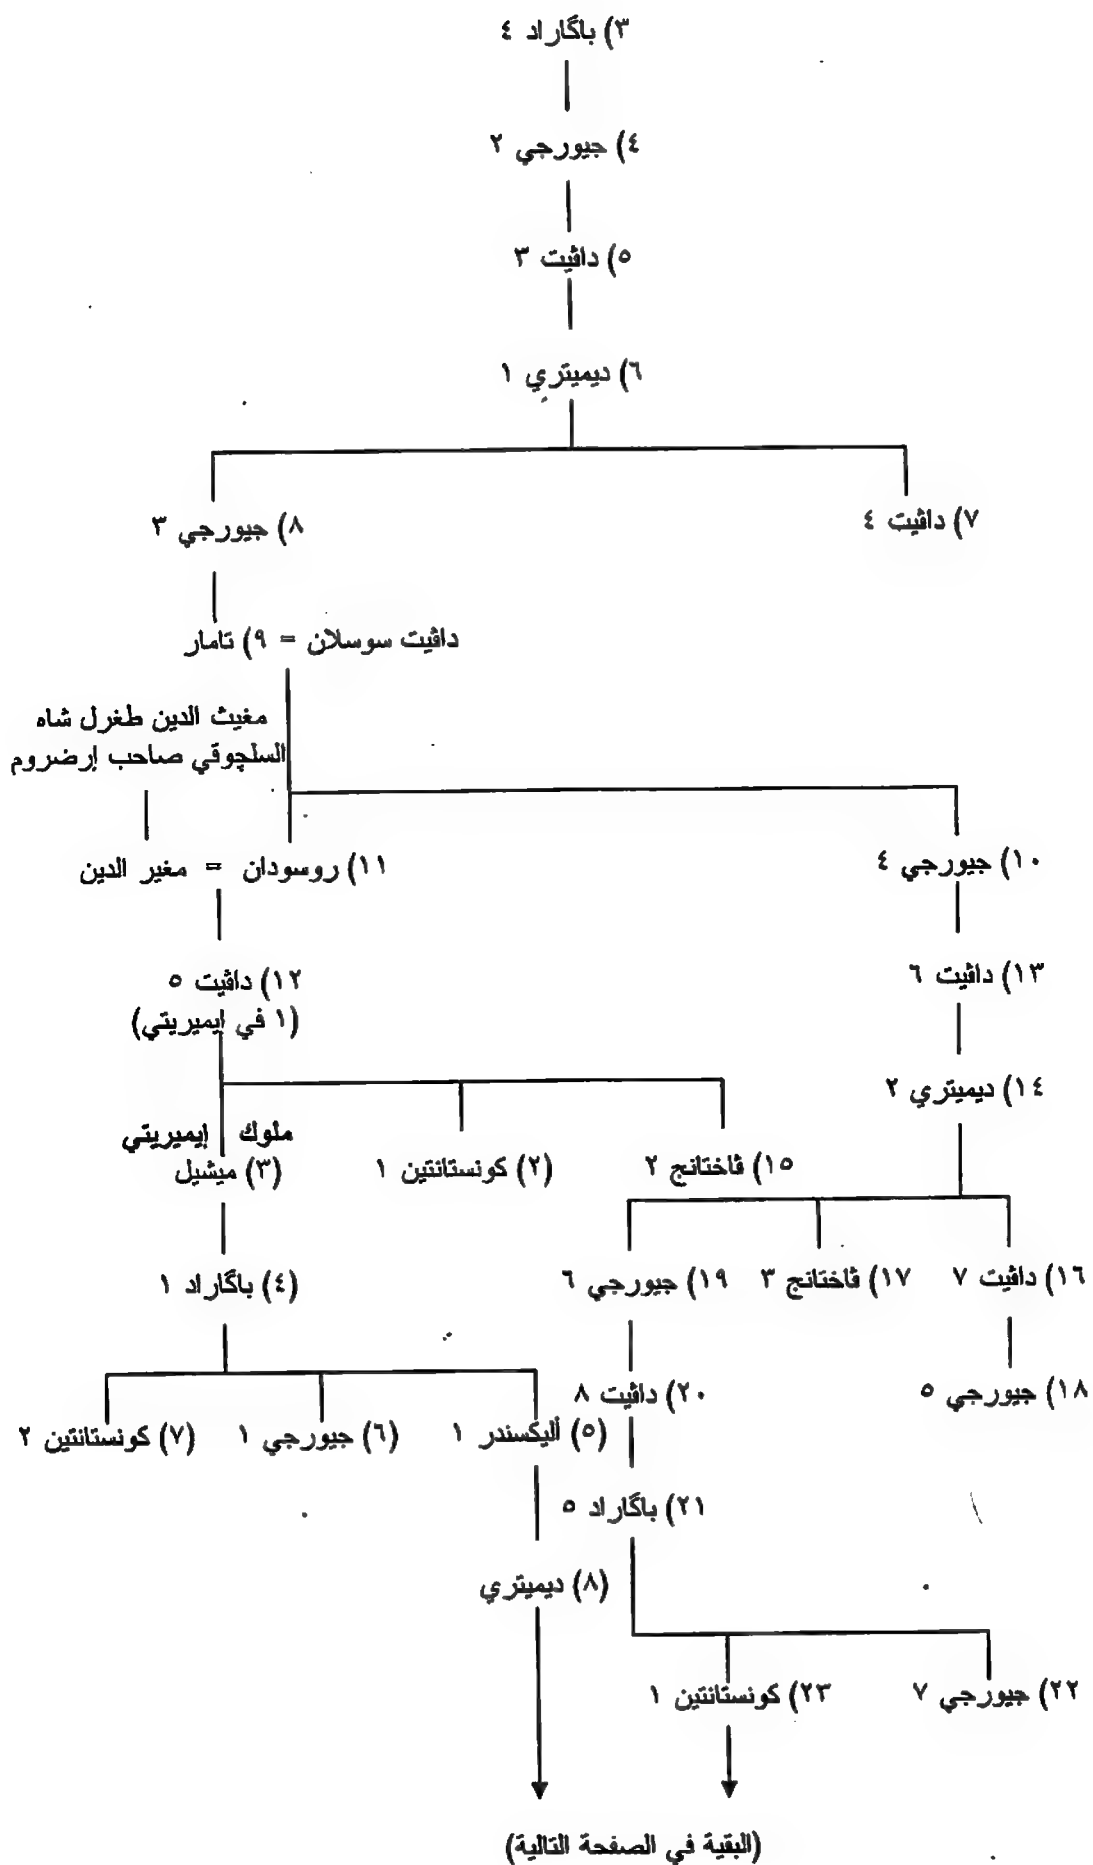 ٣) باگاراد ٤
٤) جيورجي ٢
٥) داڤيت ٣
٦) ديميتري ١
٧) داڤيت ٤
٨) جيورجي ٣
داڤيت سوسلان = ٩) تامار
مغيث الدين طغرل شاه
السلچوقي صاحب إرضروم
١٠) جيورجي ٤
١١) روسودان = مغير الدين
١٣) داڤيت ٦
١٢) داڤيت ٥
(١ في إيميريتي)
١٤) ديميتري ٢
ملوك إيميريتي
١٥) ڤاختانج ٢
(٢) كونستانتين ١
(٣) ميشيل
١٦) داڤيت ٧
١٧) ڤاختانج ٣
١٩) جيورجي ٦
(٤) باگاراد ١
١٨) جيورجي ٥
٢٠) داڤيت ٨
(٥) أليكسندر ١
(٦) جيورجي ١
(٧) كونستانتين ٢
٢١) باگاراد ٥
(٨) ديميتري
٢٢) جيورجي ٧
٢٣) كونستانتين ١
(البقية في الصفحة التالية)